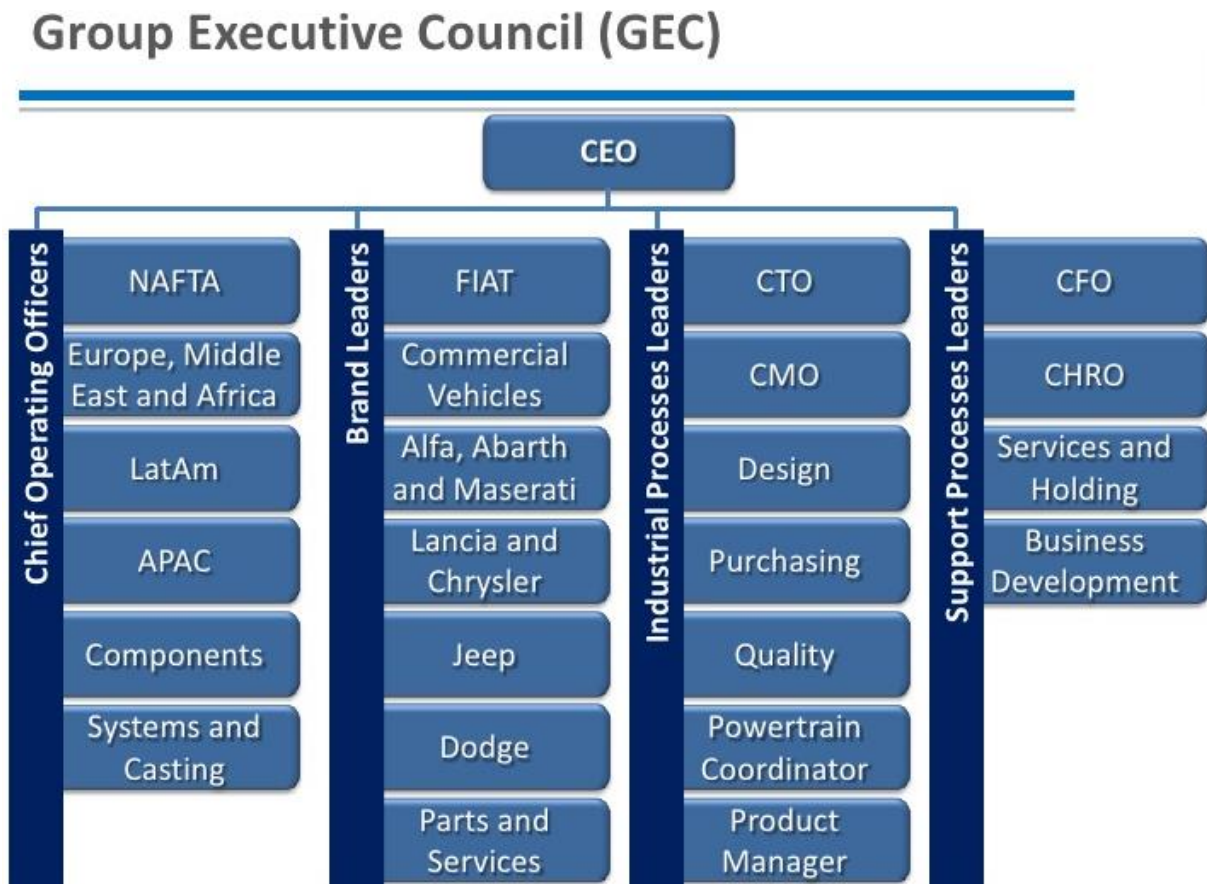 Group Executive Council (GEC)
CEO
Chief Operating Officers
NAFTA
Europe, Middle
East and Africa
LatAm
APAC
Components
Systems and
Casting
Brand Leaders
FIAT
Commercial
Vehicles
Alfa, Abarth
and Maserati
Lancia and
Chrysler
Jeep
Dodge
Parts and
Services
Industrial Processes Leaders
CTO
CMO
Design
Purchasing
Quality
Powertrain
Coordinator
Product
Manager
Support Processes Leaders
CFO
CHRO
Services and
Holding
Business
Development